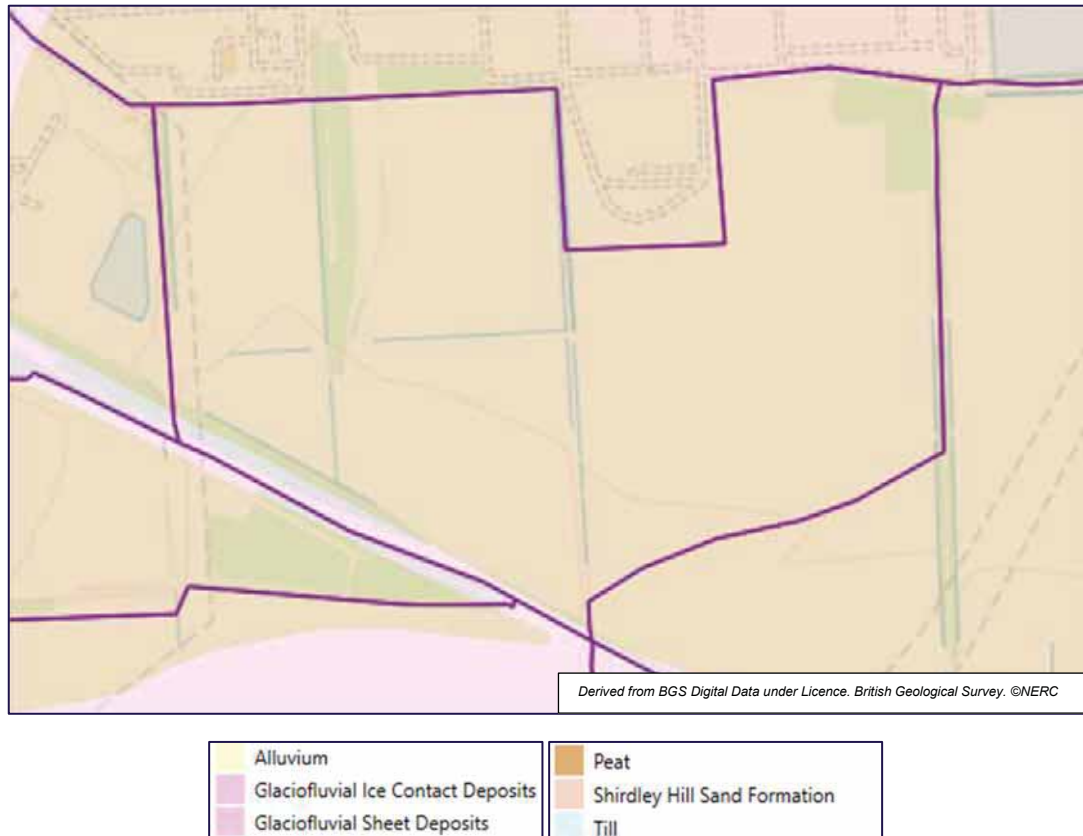 Derived from BGS Digital Data under Licence. British Geological Survey. ©NERC
Alluvium
Glaciofluvial Ice Contact Deposits
Glaciofluvial Sheet Deposits
Peat
Shirdley Hill Sand Formation
Till